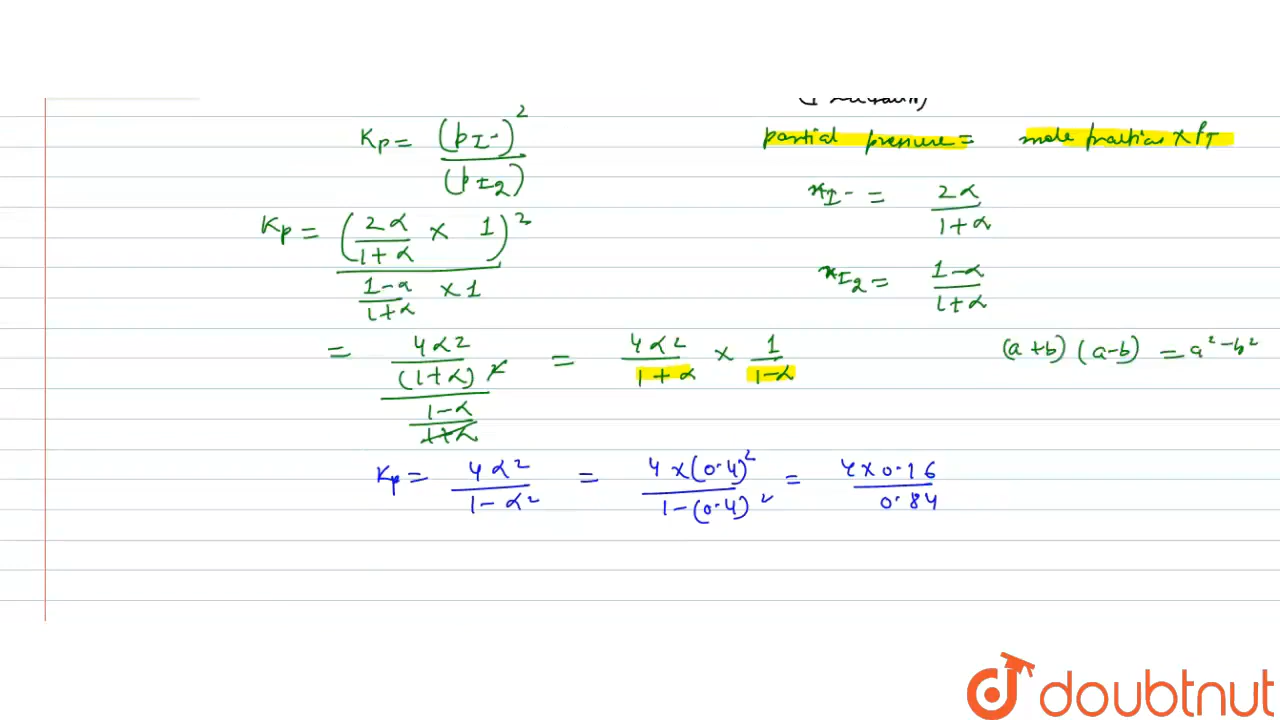 Kp = (pI-)² / (pI2)
partial pressure = mole fraction × PT
xI- = 2α / 1+α
Kp = (2α / 1+α × 1)² / (1-α / 1+α × 1)
xI2 = 1-α / 1+α
= 4α² / (1+α)² / 1-α / 1+α = 4α² / 1+α × 1 / 1-α
(a+b) (a-b) = a²-b²
Kp = 4α² / 1-α² = 4×(0.4)² / 1-(0.4)² = 4×0.16 / 0.84
doubtnut